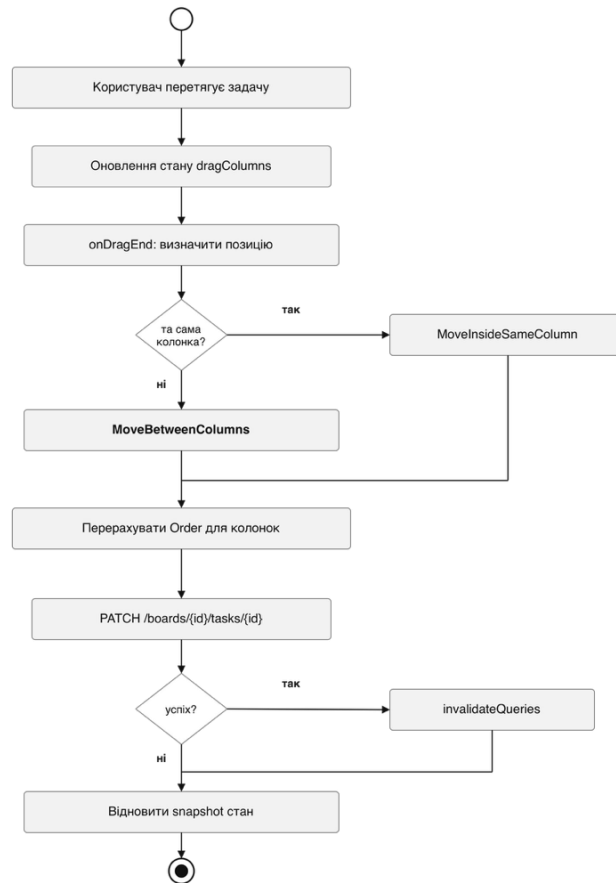 Користувач перетягує задачу
Оновлення стану dragColumns
onDragEnd: визначити позицію
та сама
колонка?
так
MoveInsideSameColumn
ні
MoveBetweenColumns
Перерахувати Order для колонок
PATCH /boards/{id}/tasks/{id}
успіх?
так
invalidateQueries
ні
Відновити snapshot стан